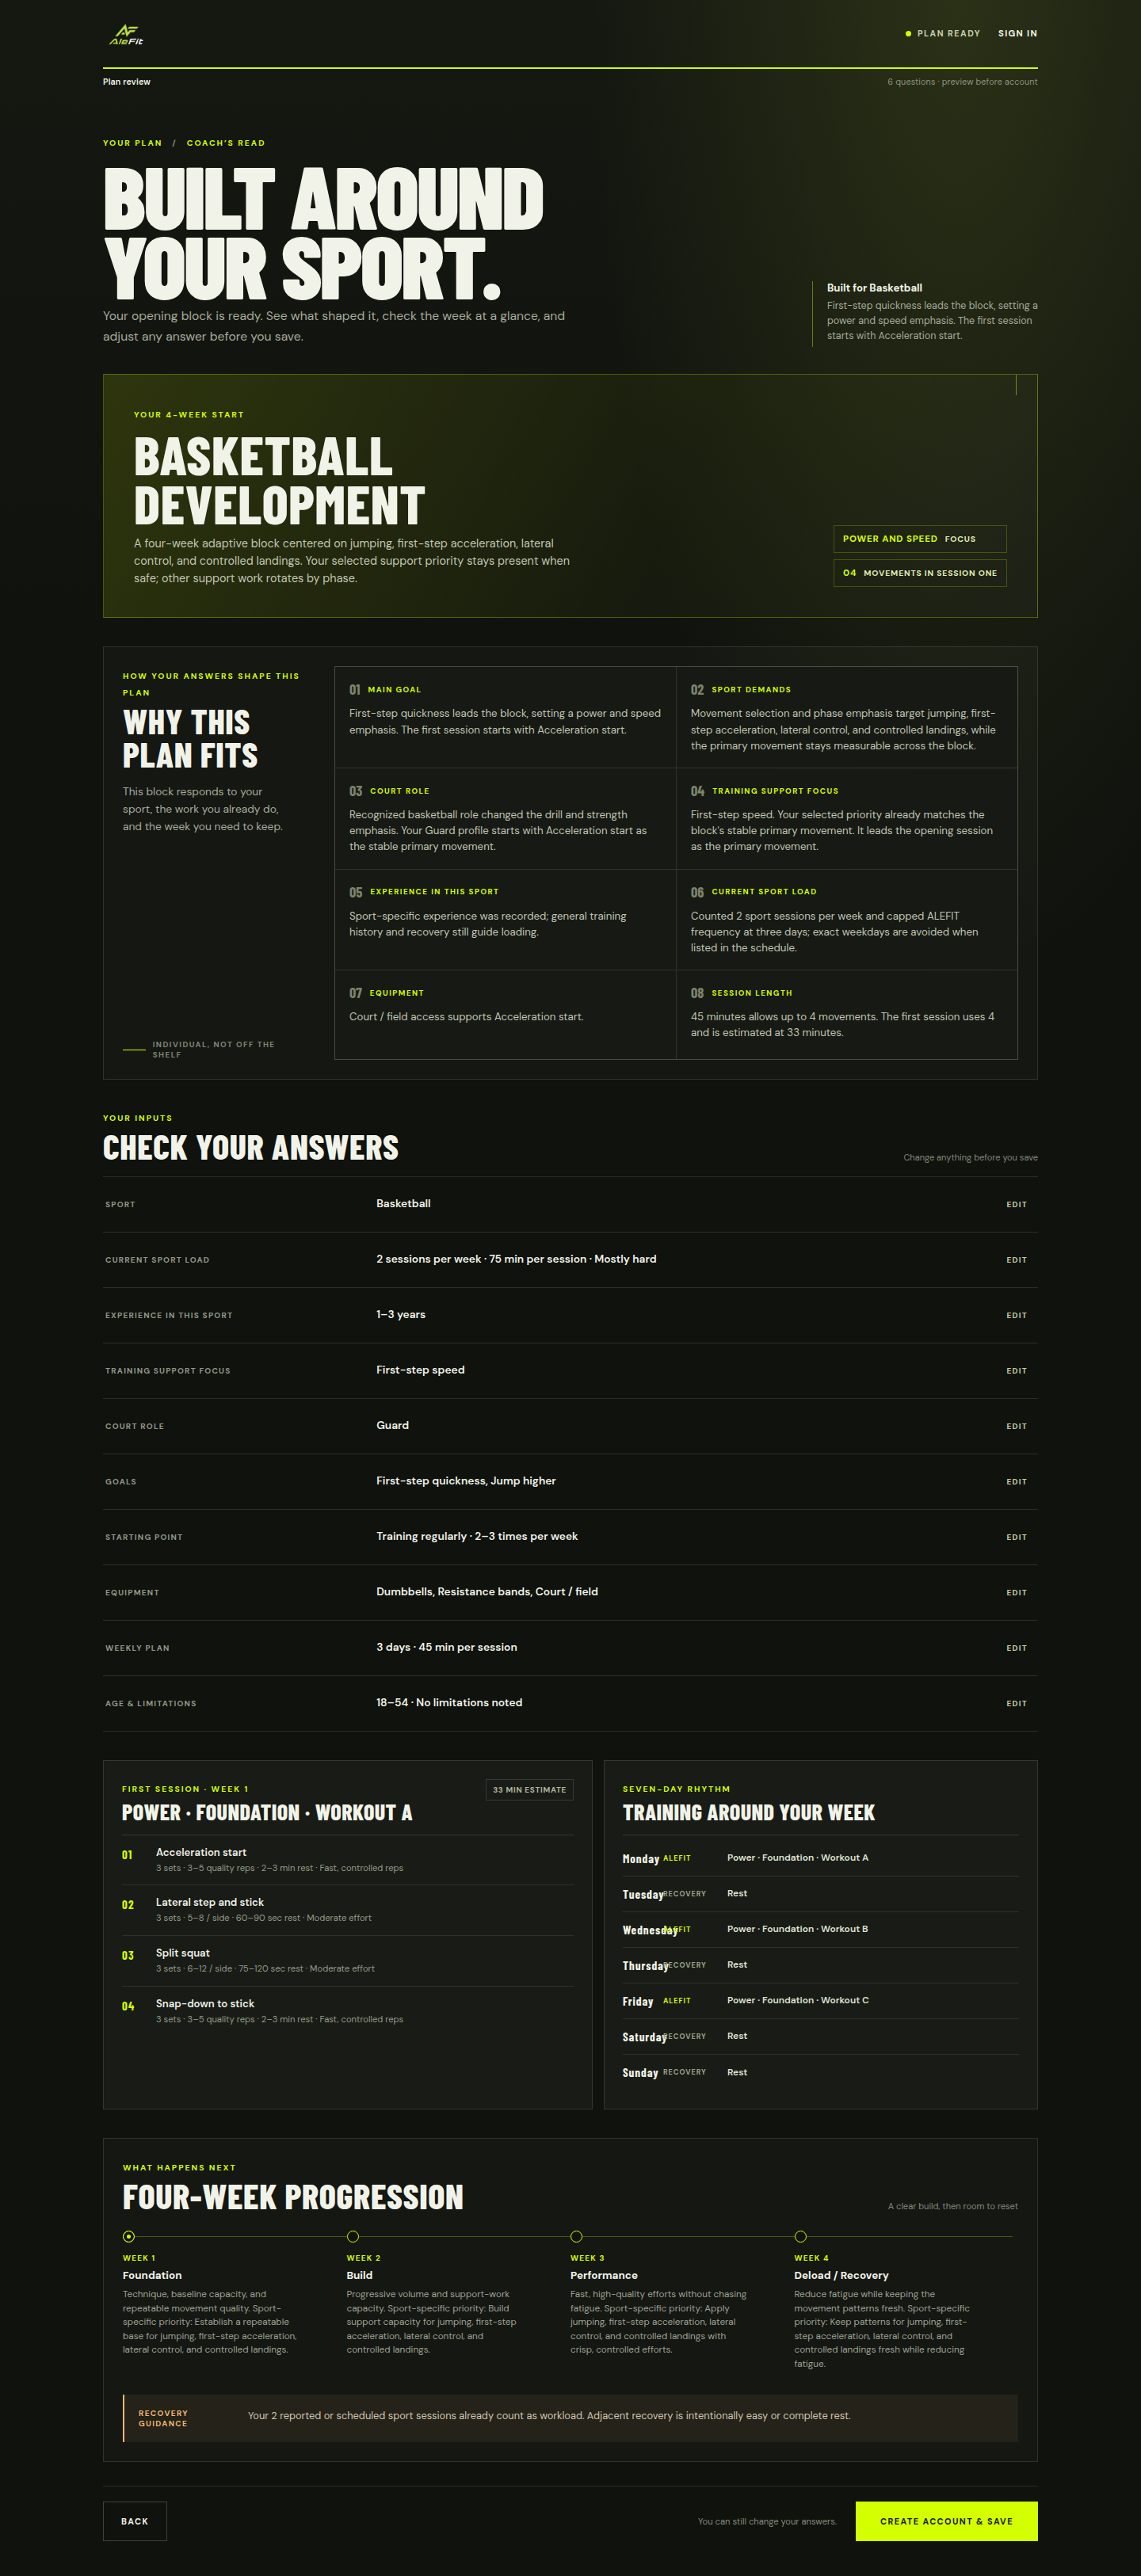 AF
AleFit
PLAN READY
SIGN IN
Plan review
6 questions · preview before account
YOUR PLAN / COACH'S READ
BUILT AROUND
YOUR SPORT.
Your opening block is ready. See what shaped it, check the week at a glance, and
adjust any answer before you save.
Built for Basketball
First-step quickness leads the block, setting a
power and speed emphasis. The first session
starts with Acceleration start.
YOUR 4-WEEK START
BASKETBALL
DEVELOPMENT
A four-week adaptive block centered on jumping, first-step acceleration, lateral
control, and controlled landings. Your selected support priority stays present when
safe; other support work rotates by phase.
POWER AND SPEED FOCUS
04 MOVEMENTS IN SESSION ONE
HOW YOUR ANSWERS SHAPE THIS
PLAN
WHY THIS
PLAN FITS
This block responds to your
sport, the work you already do,
and the week you need to keep.
INDIVIDUAL, NOT OFF THE
SHELF
01 MAIN GOAL
First-step quickness leads the block, setting a power and speed
emphasis. The first session starts with Acceleration start.
02 SPORT DEMANDS
Movement selection and phase emphasis target jumping, first-
step acceleration, lateral control, and controlled landings, while
the primary movement stays measurable across the block.
03 COURT ROLE
Recognized basketball role changed the drill and strength
emphasis. Your Guard profile starts with Acceleration start as
the stable primary movement.
04 TRAINING SUPPORT FOCUS
First-step speed. Your selected priority already matches the
block's stable primary movement. It leads the opening session
as the primary movement.
05 EXPERIENCE IN THIS SPORT
Sport-specific experience was recorded; general training
history and recovery still guide loading.
06 CURRENT SPORT LOAD
Counted 2 sport sessions per week and capped ALEFIT
frequency at three days; exact weekdays are avoided when
listed in the schedule.
07 EQUIPMENT
Court / field access supports Acceleration start.
08 SESSION LENGTH
45 minutes allows up to 4 movements. The first session uses 4
and is estimated at 33 minutes.
YOUR INPUTS
CHECK YOUR ANSWERS
Change anything before you save
SPORT Basketball EDIT
CURRENT SPORT LOAD 2 sessions per week · 75 min per session · Mostly hard EDIT
EXPERIENCE IN THIS SPORT 1–3 years EDIT
TRAINING SUPPORT FOCUS First-step speed EDIT
COURT ROLE Guard EDIT
GOALS First-step quickness, Jump higher EDIT
STARTING POINT Training regularly · 2–3 times per week EDIT
EQUIPMENT Dumbbells, Resistance bands, Court / field EDIT
WEEKLY PLAN 3 days · 45 min per session EDIT
AGE & LIMITATIONS 18–54 · No limitations noted EDIT
FIRST SESSION · WEEK 1
33 MIN ESTIMATE
POWER · FOUNDATION · WORKOUT A
01 Acceleration start
3 sets · 3–5 quality reps · 2–3 min rest · Fast, controlled reps
02 Lateral step and stick
3 sets · 5–8 / side · 60–90 sec rest · Moderate effort
03 Split squat
3 sets · 6–12 / side · 75–120 sec rest · Moderate effort
04 Snap-down to stick
3 sets · 3–5 quality reps · 2–3 min rest · Fast, controlled reps
SEVEN-DAY RHYTHM
TRAINING AROUND YOUR WEEK
Monday ALEFIT Power · Foundation · Workout A
Tuesday RECOVERY Rest
Wednesday ALEFIT Power · Foundation · Workout B
Thursday RECOVERY Rest
Friday ALEFIT Power · Foundation · Workout C
Saturday RECOVERY Rest
Sunday RECOVERY Rest
WHAT HAPPENS NEXT
FOUR-WEEK PROGRESSION
A clear build, then room to reset
WEEK 1
Foundation
Technique, baseline capacity, and
repeatable movement quality. Sport-
specific priority: Establish a repeatable
base for jumping, first-step acceleration,
lateral control, and controlled landings.
WEEK 2
Build
Progressive volume and support-work
capacity. Sport-specific priority: Build
support capacity for jumping, first-step
acceleration, lateral control, and
controlled landings.
WEEK 3
Performance
Fast, high-quality efforts without chasing
fatigue. Sport-specific priority: Apply
jumping, first-step acceleration, lateral
control, and controlled landings with
crisp, controlled efforts.
WEEK 4
Deload / Recovery
Reduce fatigue while keeping the
movement patterns fresh. Sport-specific
priority: Keep patterns for jumping, first-
step acceleration, lateral control, and
controlled landings fresh while reducing
fatigue.
RECOVERY
GUIDANCE
Your 2 reported or scheduled sport sessions already count as workload. Adjacent recovery is intentionally easy or complete rest.
BACK
You can still change your answers.
CREATE ACCOUNT & SAVE